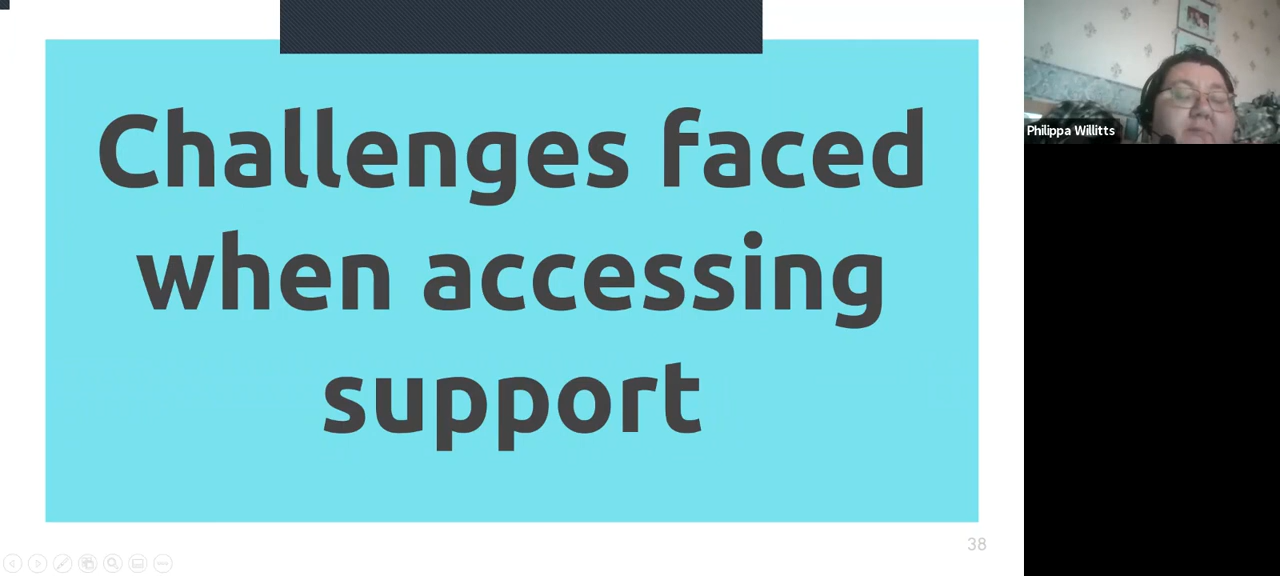 Challenges faced
when accessing
support
38
Philippa Willitts